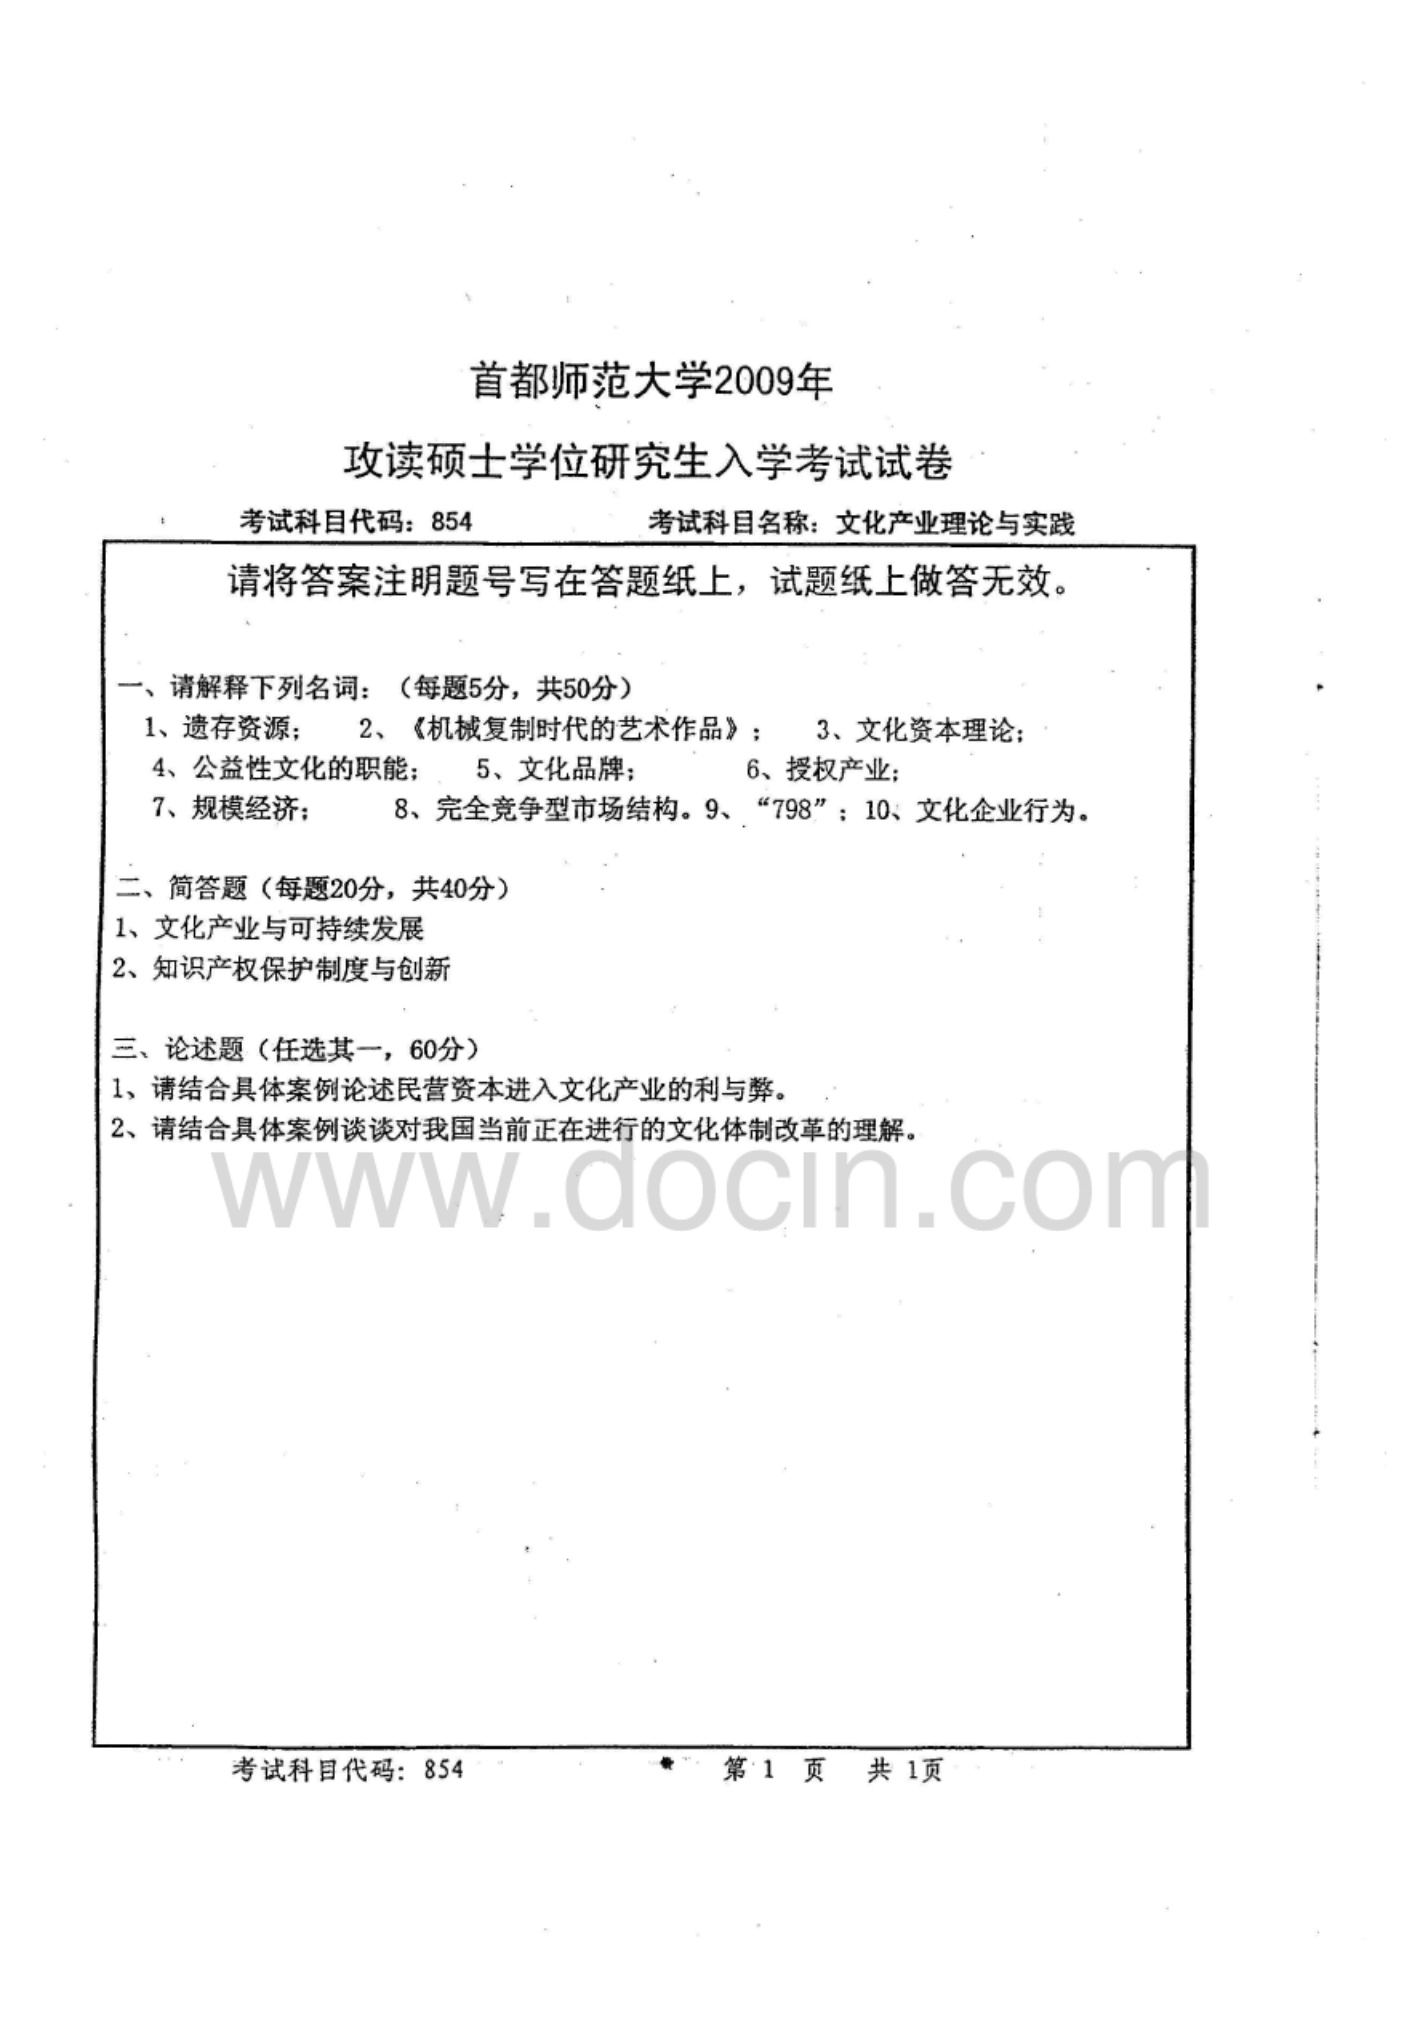 首都师范大学2009年
攻读硕士学位研究生入学考试试卷
考试科目代码：854 考试科目名称：文化产业理论与实践
请将答案注明题号写在答题纸上，试题纸上做答无效。
一、请解释下列名词：（每题5分，共50分）
1、遗存资源； 2、《机械复制时代的艺术作品》； 3、文化资本理论；
4、公益性文化的职能； 5、文化品牌； 6、授权产业；
7、规模经济； 8、完全竞争型市场结构。9、“798”；10、文化企业行为。
二、简答题（每题20分，共40分）
1、文化产业与可持续发展
2、知识产权保护制度与创新
三、论述题（任选其一，60分）
1、请结合具体案例论述民营资本进入文化产业的利与弊。
2、请结合具体案例谈谈对我国当前正在进行的文化体制改革的理解。
www.docin.com
考试科目代码：854 第 1 页 共 1页